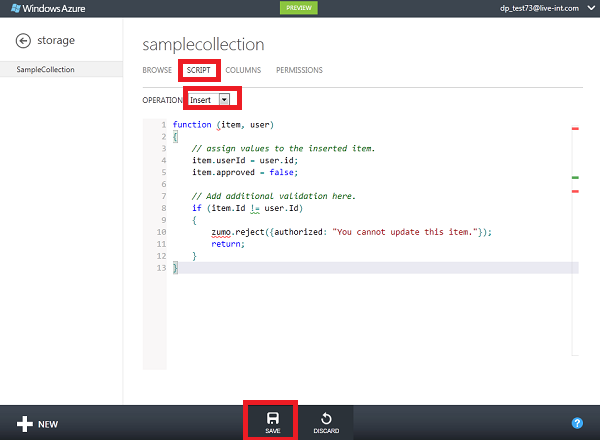 Windows Azure
PREVIEW
dp_test73@live-int.com
storage
SampleCollection
samplecollection
BROWSE SCRIPT COLUMNS PERMISSIONS
OPERATION Insert
1 function (item, user)
2 {
3 // assign values to the inserted item.
4 item.userId = user.id;
5 item.approved = false;
6
7 // Add additional validation here.
8 if (item.Id != user.Id)
9 {
10 zumo.reject({authorized: "You cannot update this item."});
11 return;
12 }
13 }
NEW
SAVE
DISCARD
?